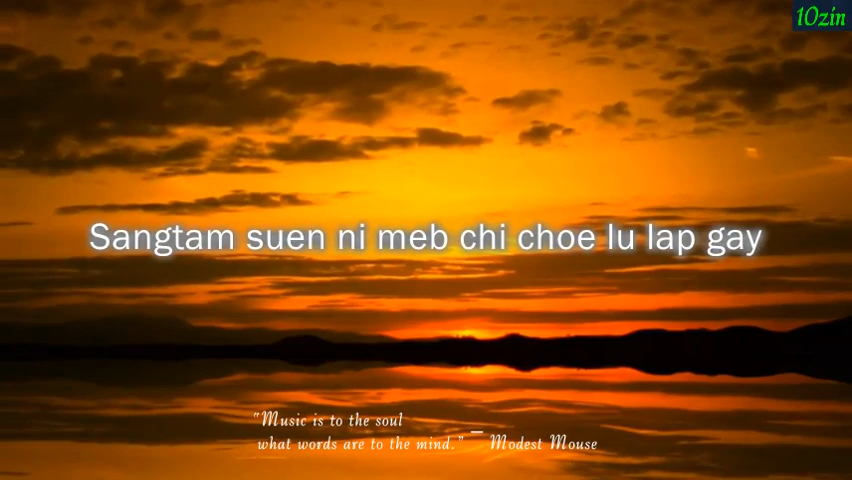 10zin
Sangtam suen ni meb chi choe lu lap gay
"Music is to the soul
what words are to the mind." — Modest Mouse